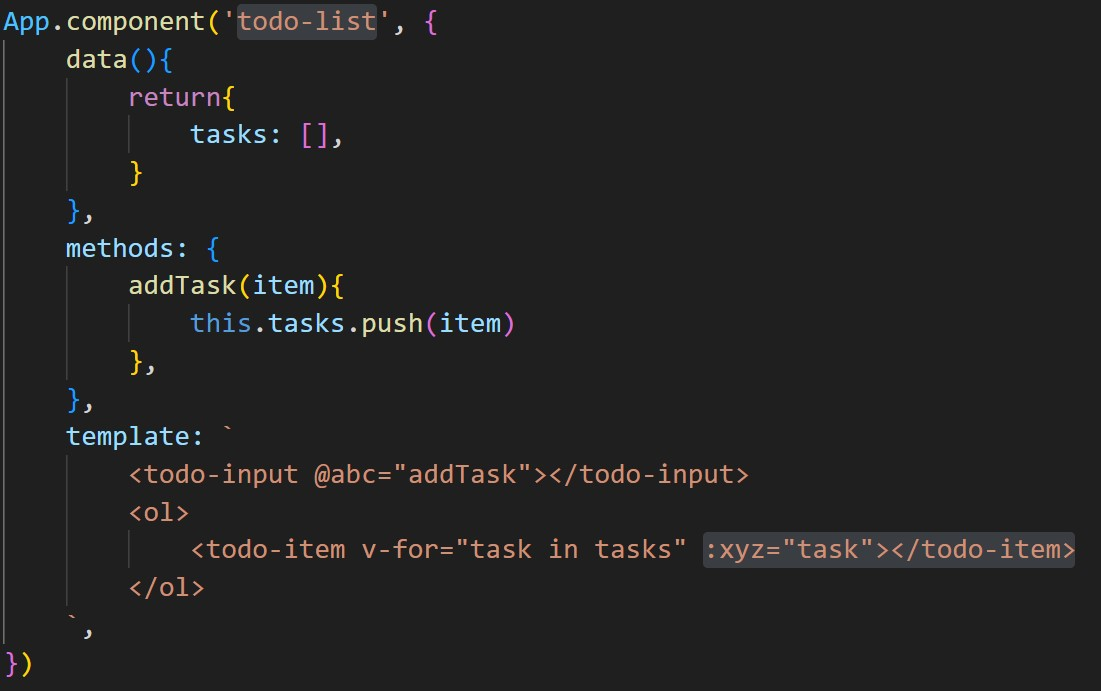 App.component('todo-list', {
    data(){
        return{
            tasks: [],
        }
    },
    methods: {
        addTask(item){
            this.tasks.push(item)
        },
    },
    template: `
        <todo-input @abc="addTask"></todo-input>
        <ol>
            <todo-item v-for="task in tasks" :xyz="task"></todo-item>
        </ol>
    `,
})